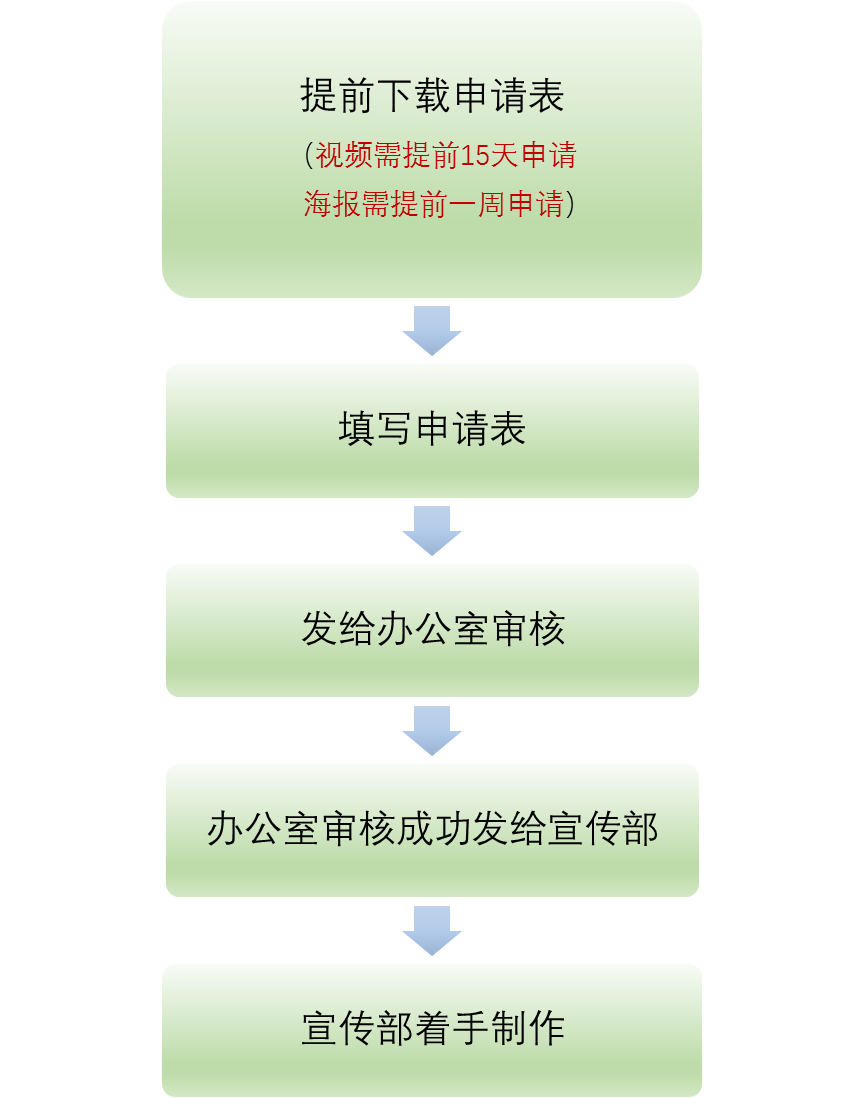 提前下载申请表
（视频需提前15天申请
海报需提前一周申请）
填写申请表
发给办公室审核
办公室审核成功发给宣传部
宣传部着手制作